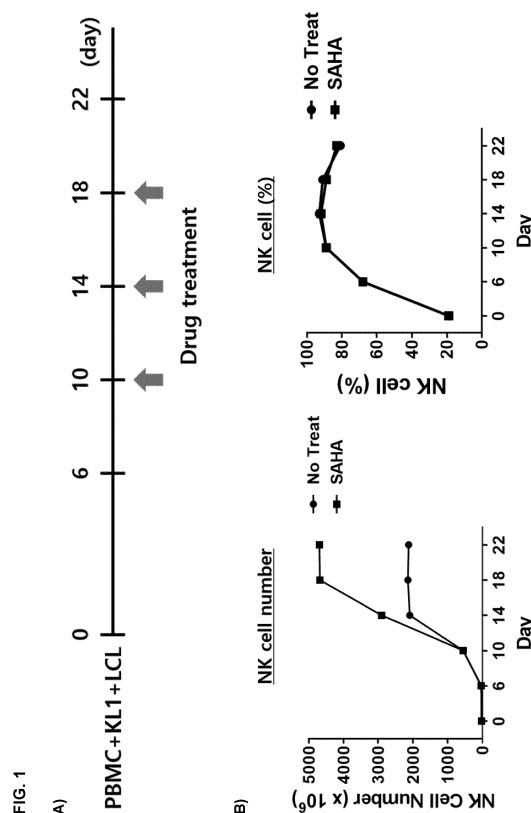 FIG. 1
A)
(day)
0 6 10 14 18 22
PBMC+KL1+LCL
Drug treatment
B)
NK cell number
No Treat
SAHA
NK Cell Number (x 10⁶)
5000
4000
3000
2000
1000
0
0 6 10 14 18 22
Day
NK cell (%)
No Treat
SAHA
NK cell (%)
100
80
60
40
20
0
0 6 10 14 18 22
Day